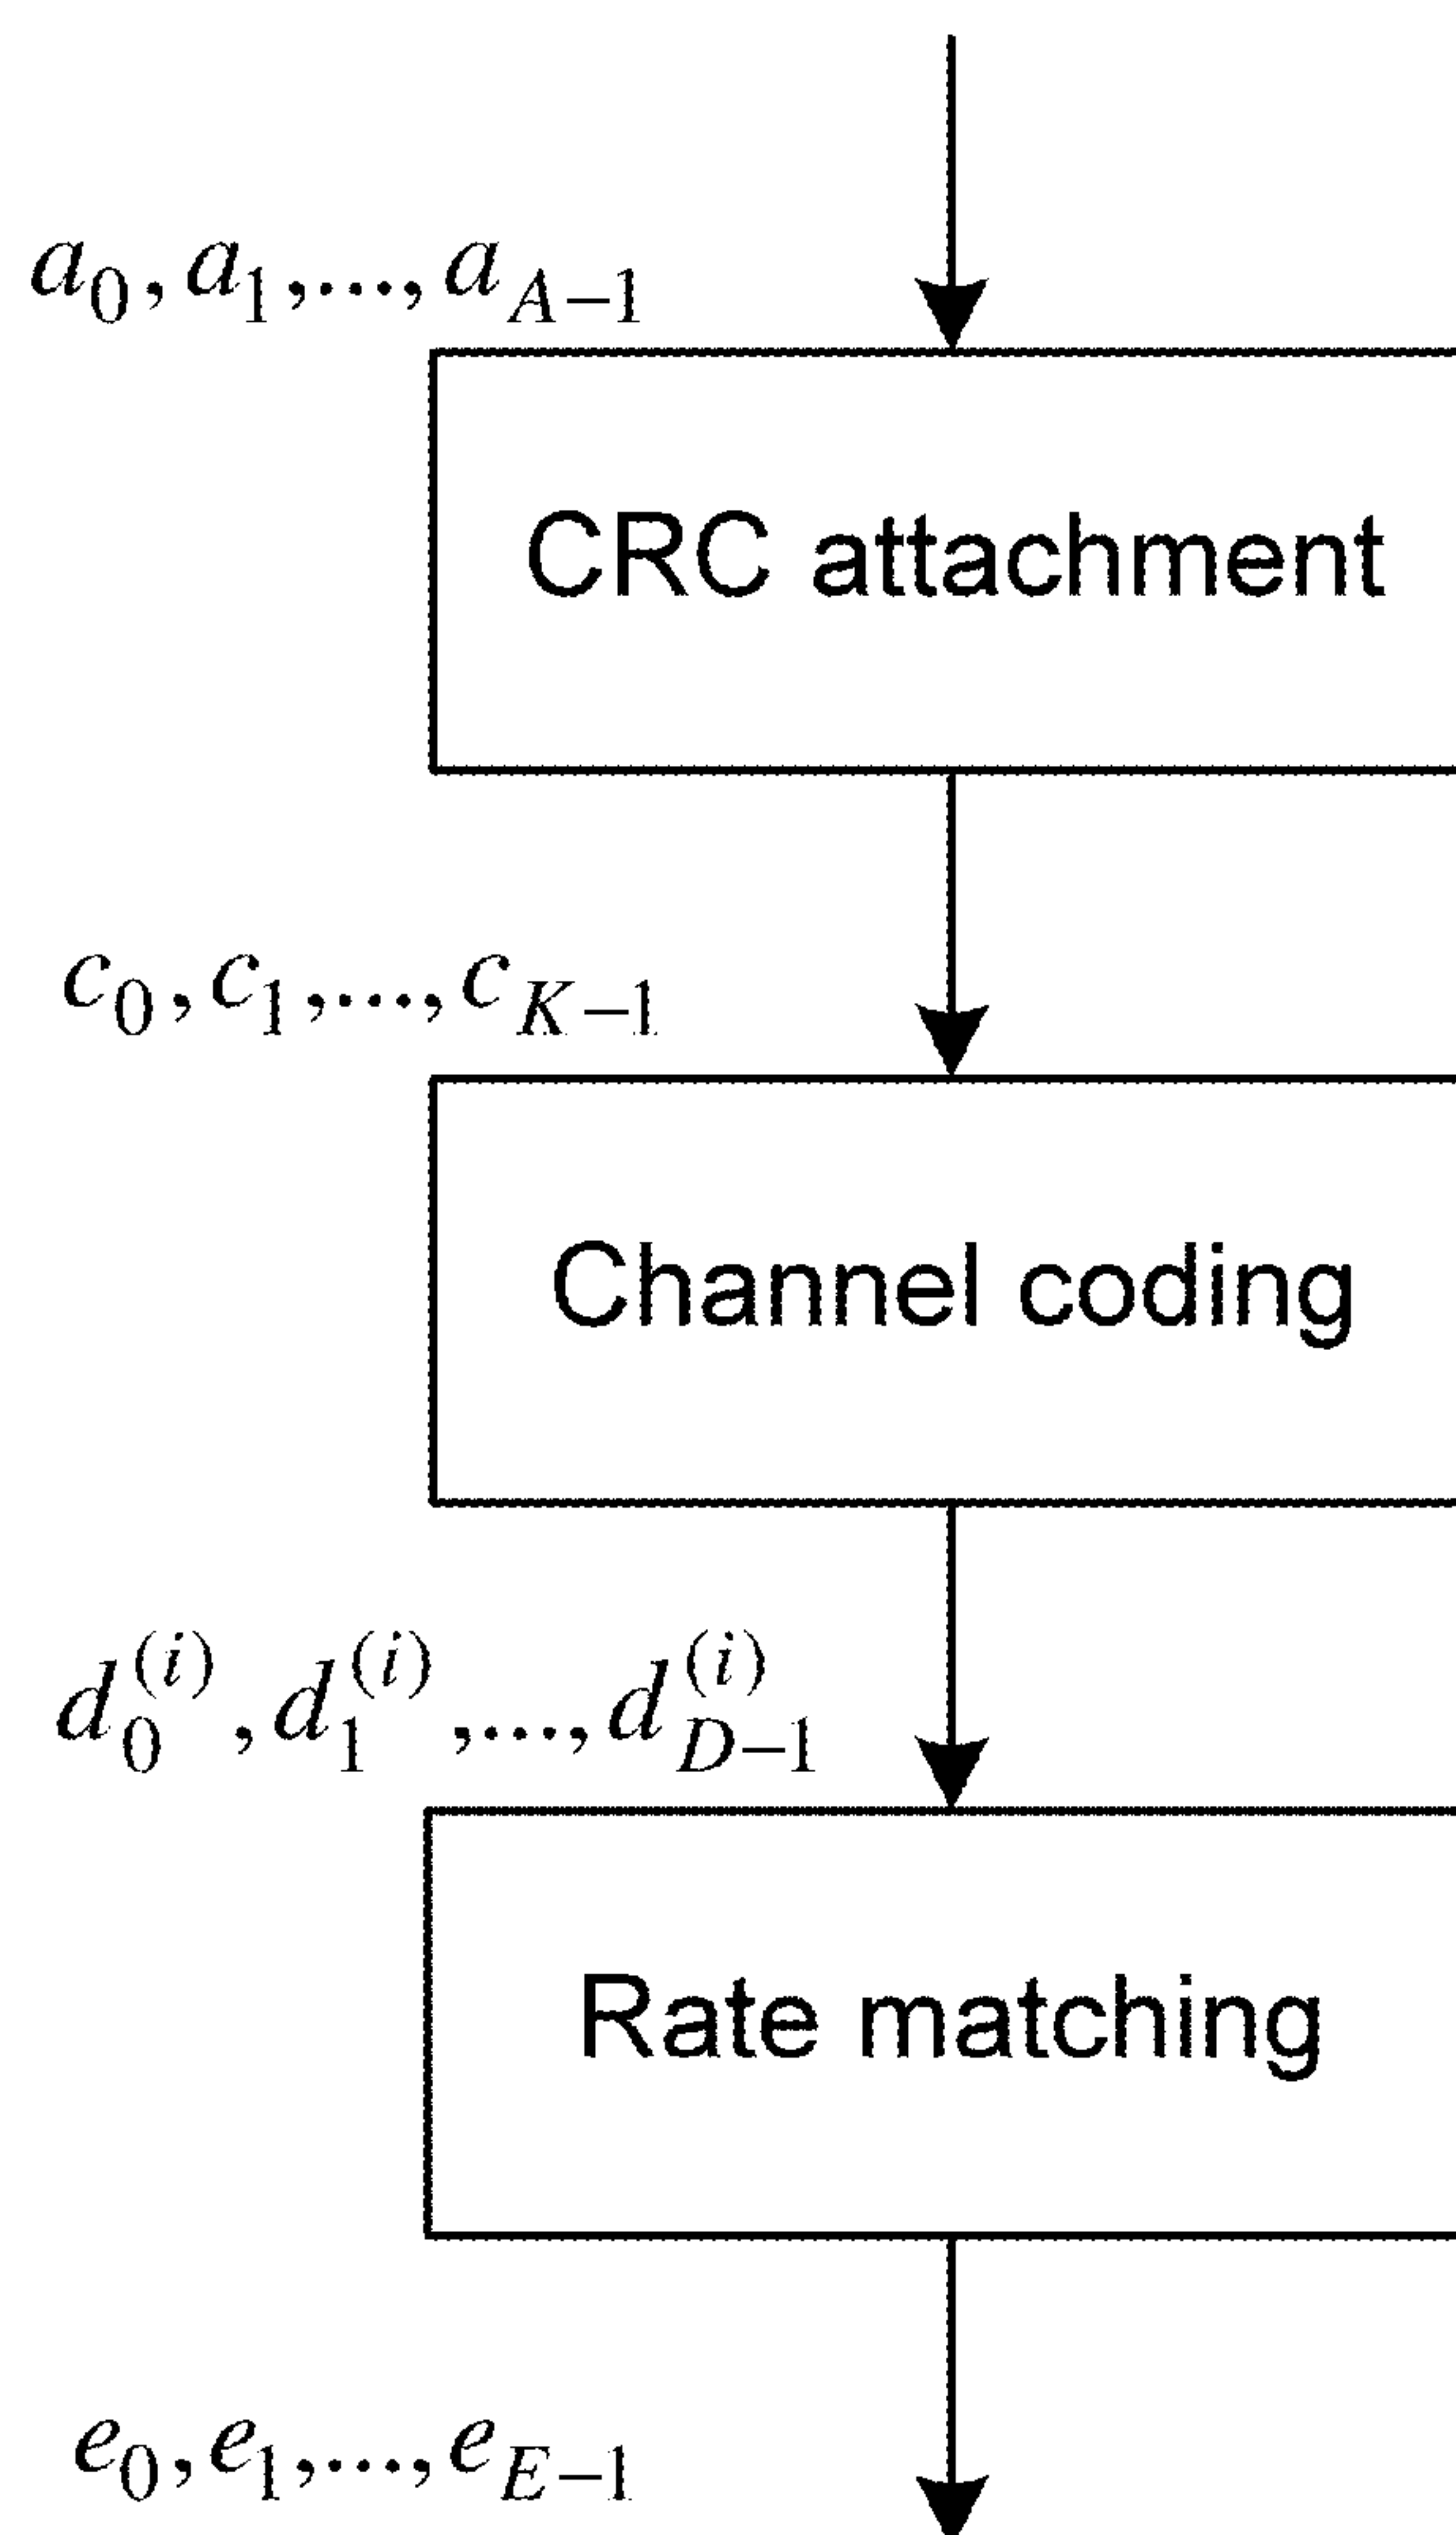 a_0, a_1, ..., a_{A-1}
CRC attachment
c_0, c_1, ..., c_{K-1}
Channel coding
d_0^{(i)}, d_1^{(i)}, ..., d_{D-1}^{(i)}
Rate matching
e_0, e_1, ..., e_{E-1}